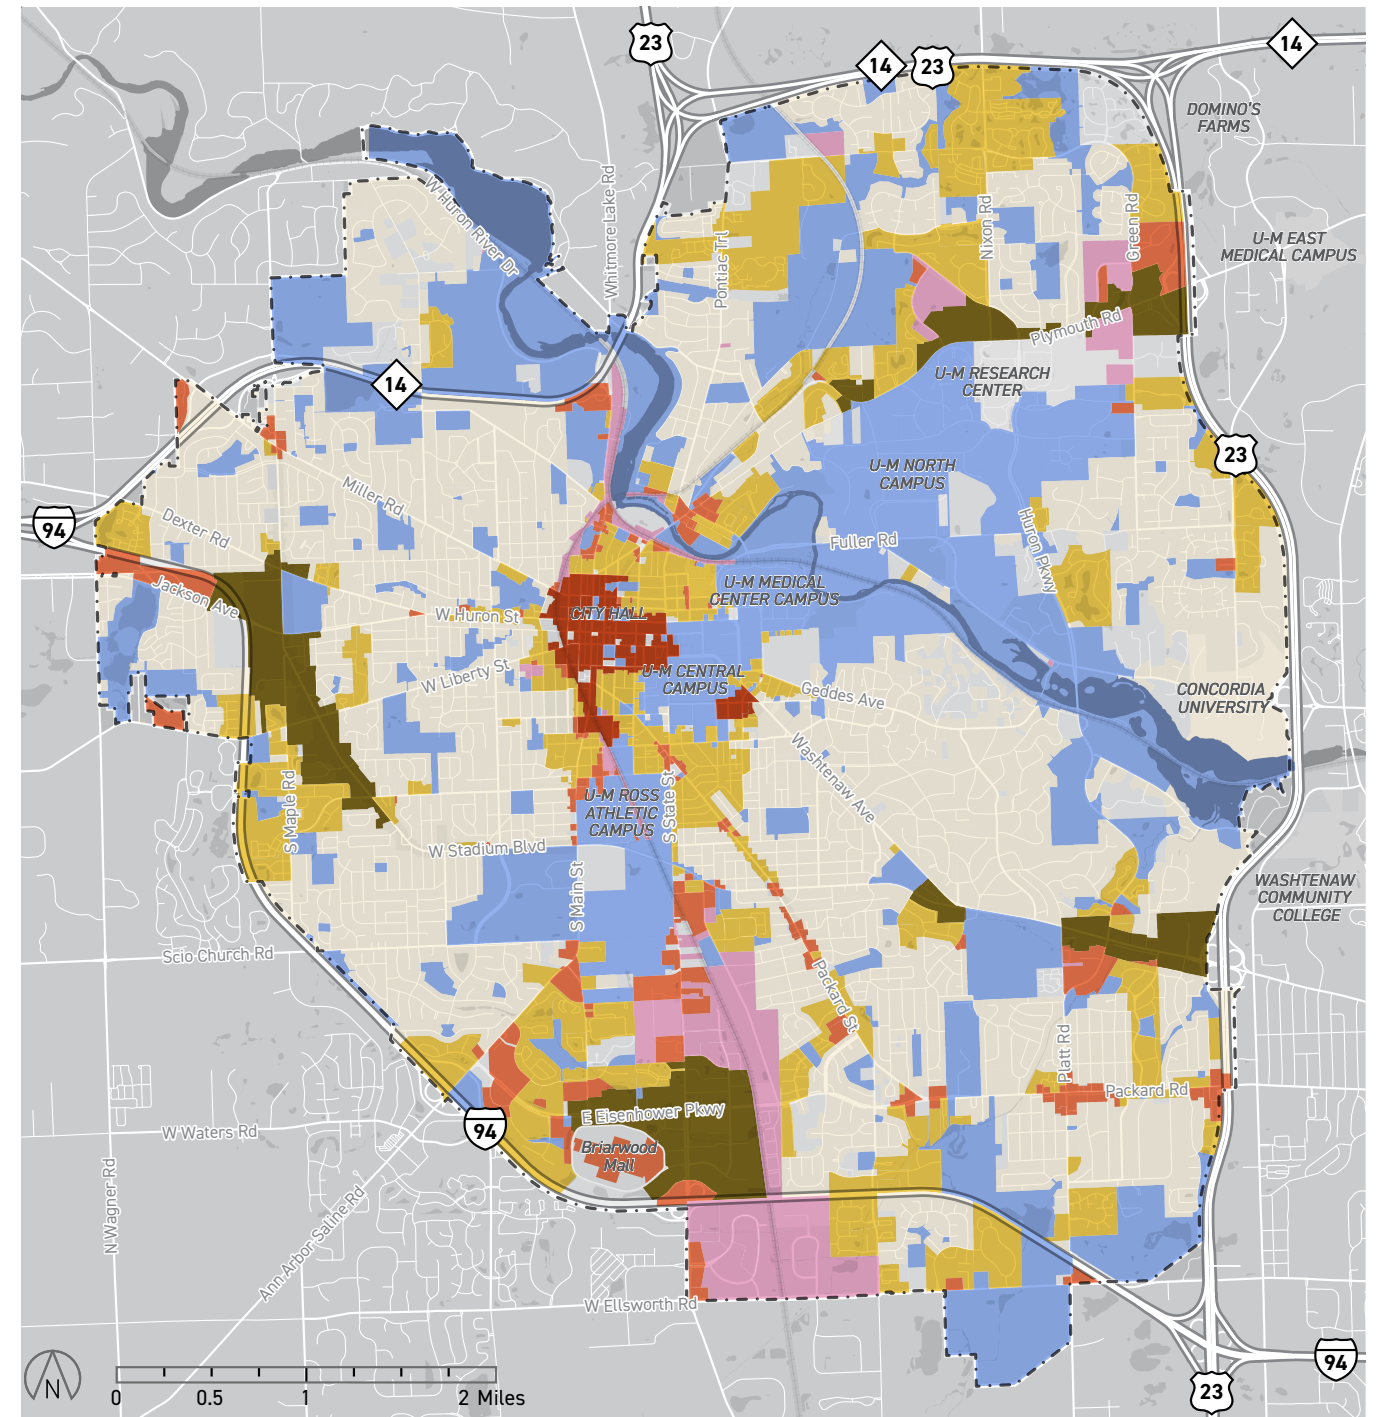 23
14
23
14
DOMINO'S
FARMS
W Huron River Dr
Whitmore Lake Rd
Pontiac Trl
Nixon Rd
Green Rd
U-M EAST
MEDICAL CAMPUS
Plymouth Rd
14
U-M RESEARCH
CENTER
23
U-M NORTH
CAMPUS
Miller Rd
94
Dexter Rd
Huron Pkwy
Fuller Rd
Jackson Ave
U-M MEDICAL
CENTER CAMPUS
W Huron St
CITY HALL
W Liberty St
U-M CENTRAL
CAMPUS
Geddes Ave
CONCORDIA
UNIVERSITY
Washtenaw Ave
S Maple Rd
U-M ROSS
ATHLETIC
CAMPUS
S State St
W Stadium Blvd
S Main St
WASHTENAW
COMMUNITY
COLLEGE
Scio Church Rd
Packard St
Platt Rd
Packard Rd
E Eisenhower Pkwy
94
W Waters Rd
Briarwood
Mall
N Wagner Rd
Ann Arbor Saline Rd
W Ellsworth Rd
94
23
N
0 0.5 1 2 Miles